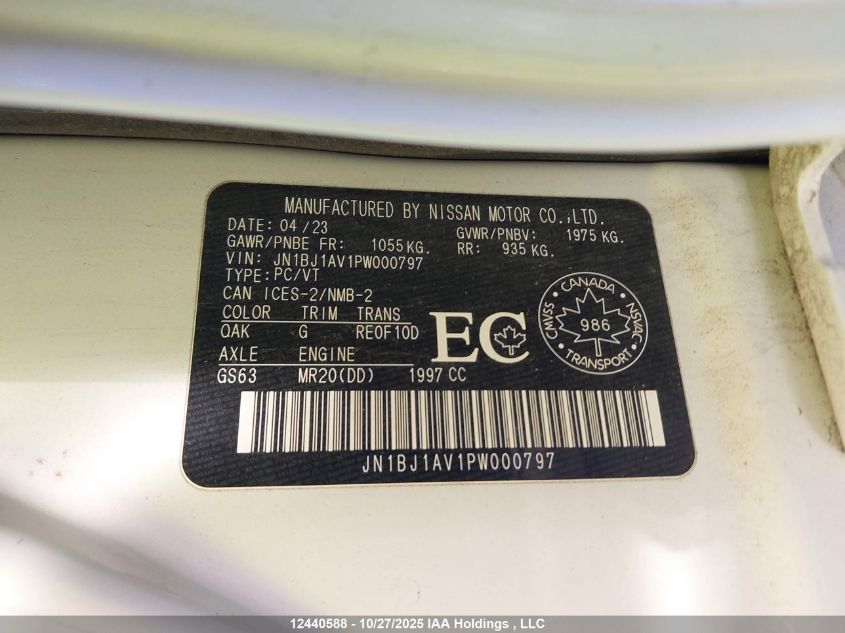 MANUFACTURED BY NISSAN MOTOR CO.,LTD.
DATE: 04/23 GVWR/PNBV: 1975 KG.
GAWR/PNBE FR: 1055 KG. RR: 935 KG.
VIN: JN1BJ1AV1PW000797
TYPE: PC/VT
CAN ICES-2/NMB-2
COLOR TRIM TRANS
QAK G RE0F10D
AXLE ENGINE
GS63 MR20(DD) 1997 CC
EC
CANADA
CMVSS 986 NSVAC
TRANSPORT
JN1BJ1AV1PW000797
12440588 - 10/27/2025 IAA Holdings , LLC